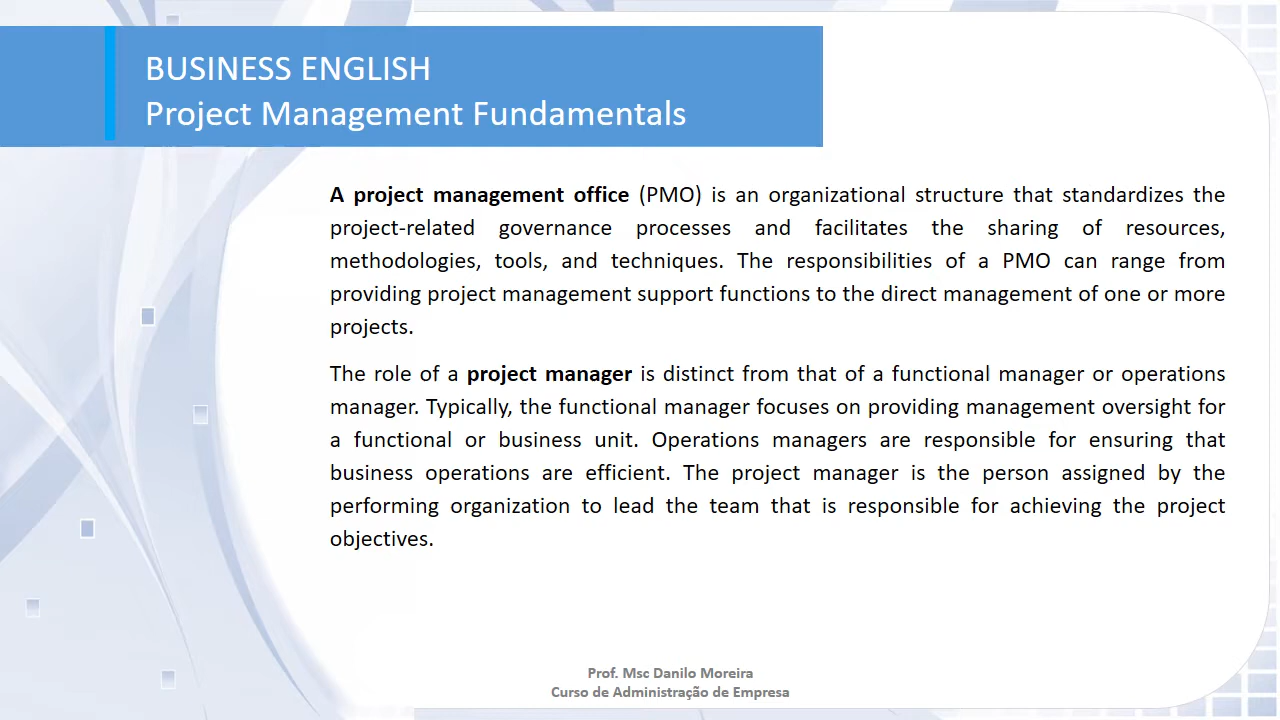 BUSINESS ENGLISH
Project Management Fundamentals
A project management office (PMO) is an organizational structure that standardizes the
project-related governance processes and facilitates the sharing of resources,
methodologies, tools, and techniques. The responsibilities of a PMO can range from
providing project management support functions to the direct management of one or more
projects.
The role of a project manager is distinct from that of a functional manager or operations
manager. Typically, the functional manager focuses on providing management oversight for
a functional or business unit. Operations managers are responsible for ensuring that
business operations are efficient. The project manager is the person assigned by the
performing organization to lead the team that is responsible for achieving the project
objectives.
Prof. Msc Danilo Moreira
Curso de Administração de Empresa